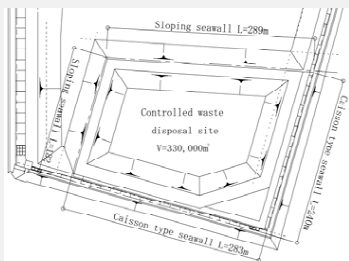 Sloping seawall L=289m
Sloping seawall L=183
Controlled waste
disposal site
V=330,000㎥
Caisson type seawall L=240m
Caisson type seawall L=283m